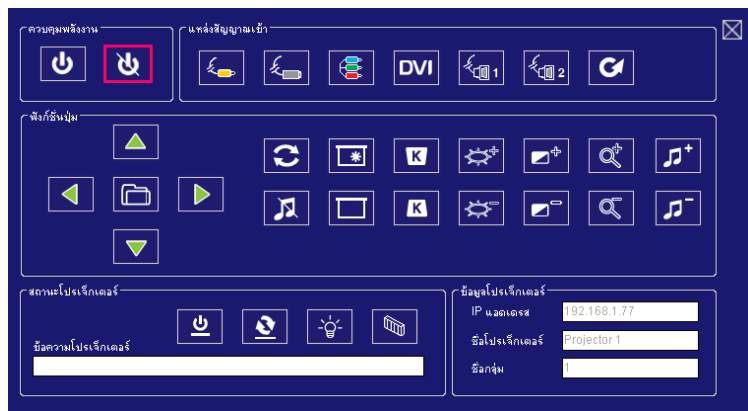 ควบคุมพลังงาน
แหล่งสัญญาณเข้า
DVI
1
2
ฟังก์ชั่นปุ่ม
K
K
สถานะโปรเจ็กเตอร์
ข้อความโปรเจ็กเตอร์
ข้อมูลโปรเจ็กเตอร์
IP แอดเดรส 192.168.1.77
ชื่อโปรเจ็กเตอร์ Projector 1
ชื่อกลุ่ม 1